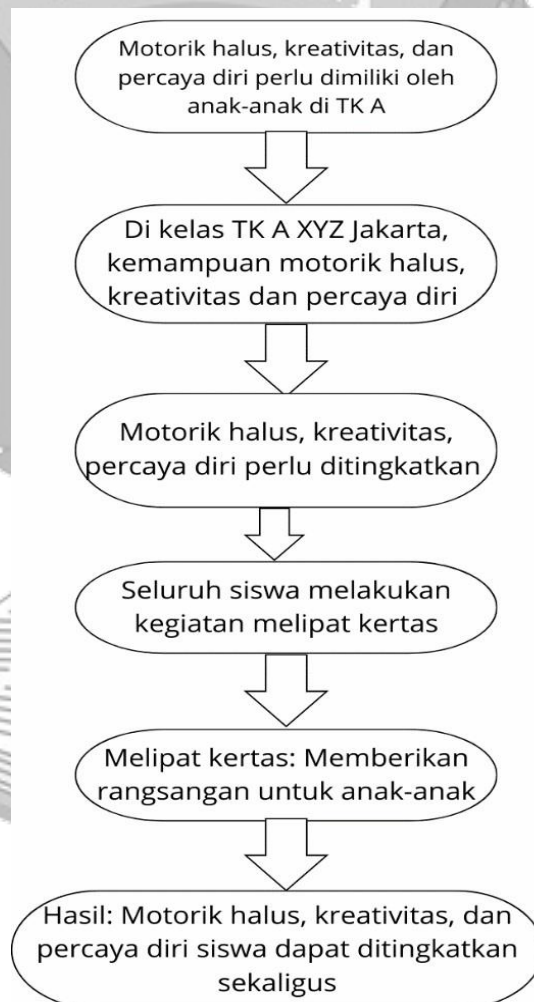 Motorik halus, kreativitas, dan
percaya diri perlu dimiliki oleh
anak-anak di TK A
Di kelas TK A XYZ Jakarta,
kemampuan motorik halus,
kreativitas dan percaya diri
Motorik halus, kreativitas,
percaya diri perlu ditingkatkan
Seluruh siswa melakukan
kegiatan melipat kertas
Melipat kertas: Memberikan
rangsangan untuk anak-anak
Hasil: Motorik halus, kreativitas, dan
percaya diri siswa dapat ditingkatkan
sekaligus